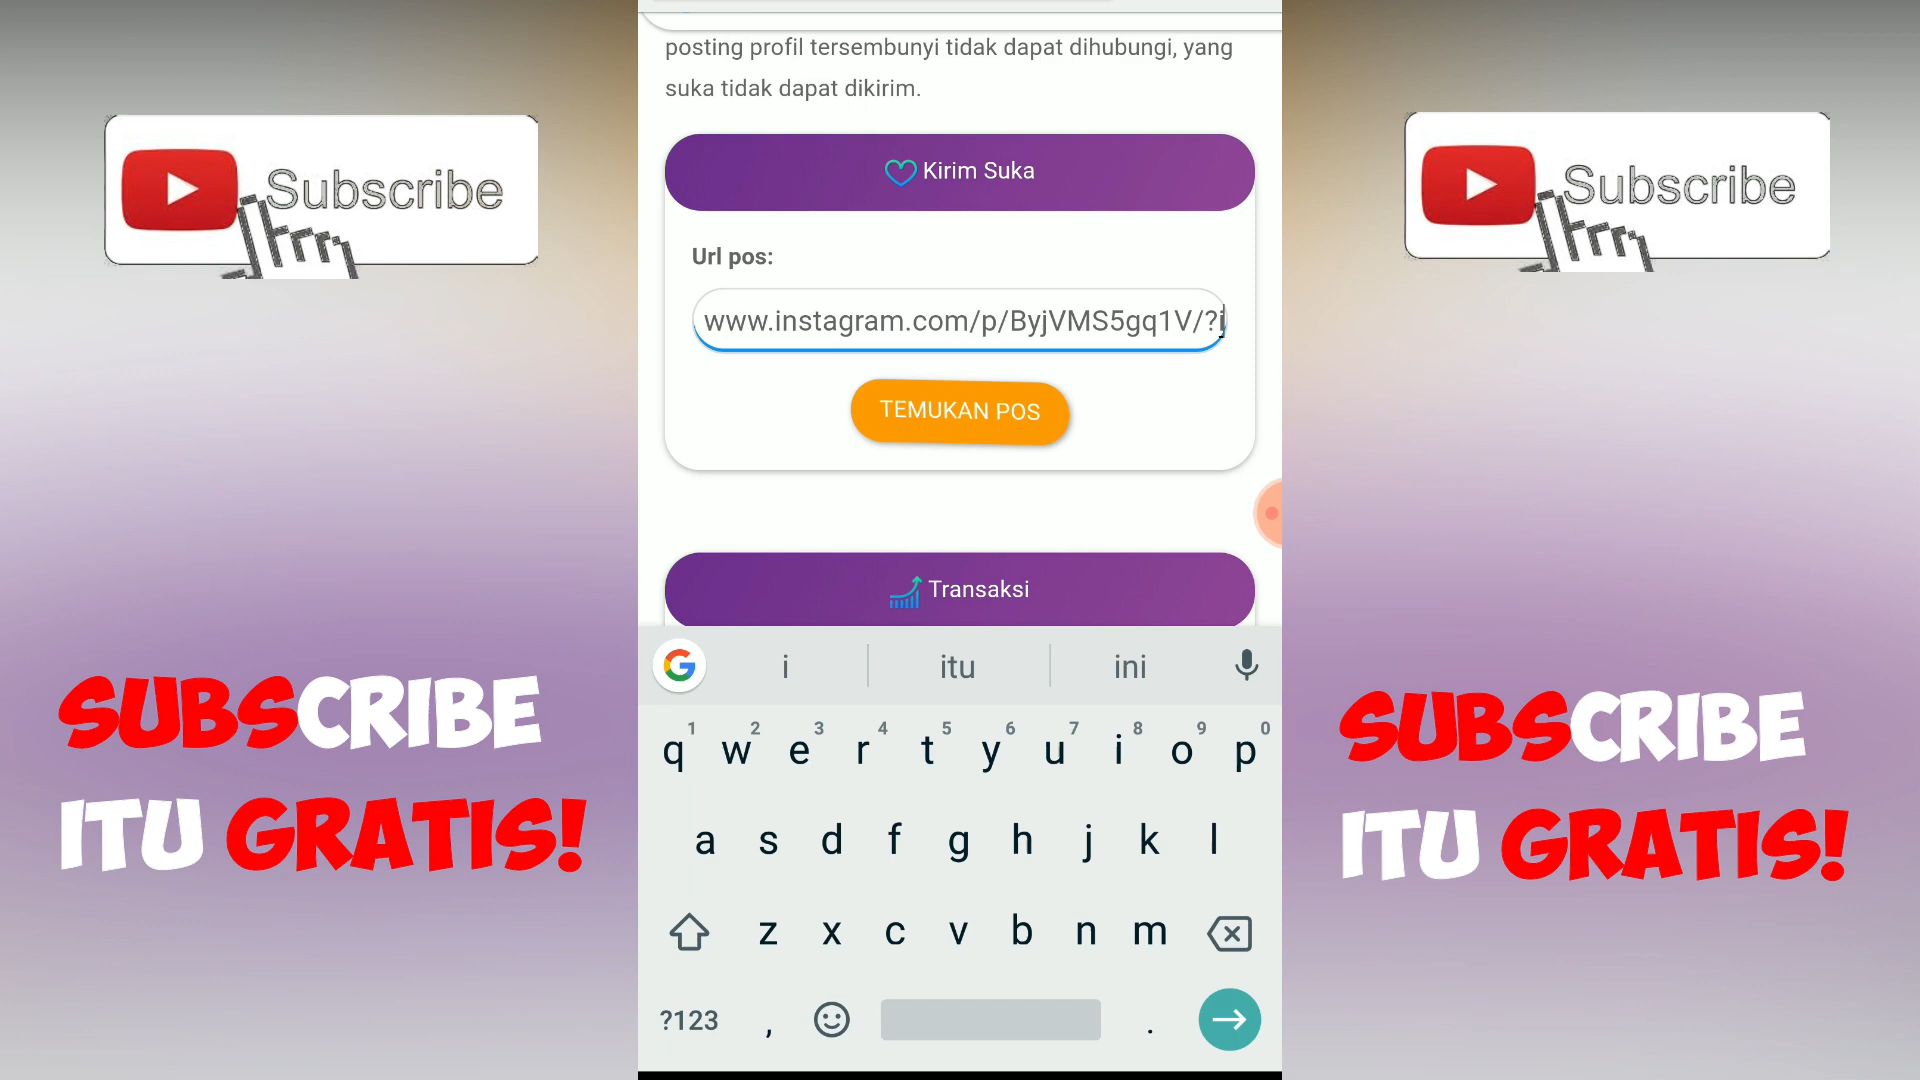 posting profil tersembunyi tidak dapat dihubungi, yang
suka tidak dapat dikirim.
Subscribe
Subscribe
Kirim Suka
Url pos:
www.instagram.com/p/ByjVMS5gq1V/?i
TEMUKAN POS
Transaksi
SUBSCRIBE
ITU GRATIS!
SUBSCRIBE
ITU GRATIS!
G i itu ini
1 2 3 4 5 6 7 8 9 0
q w e r t y u i o p
a s d f g h j k l
z x c v b n m
?123 , .